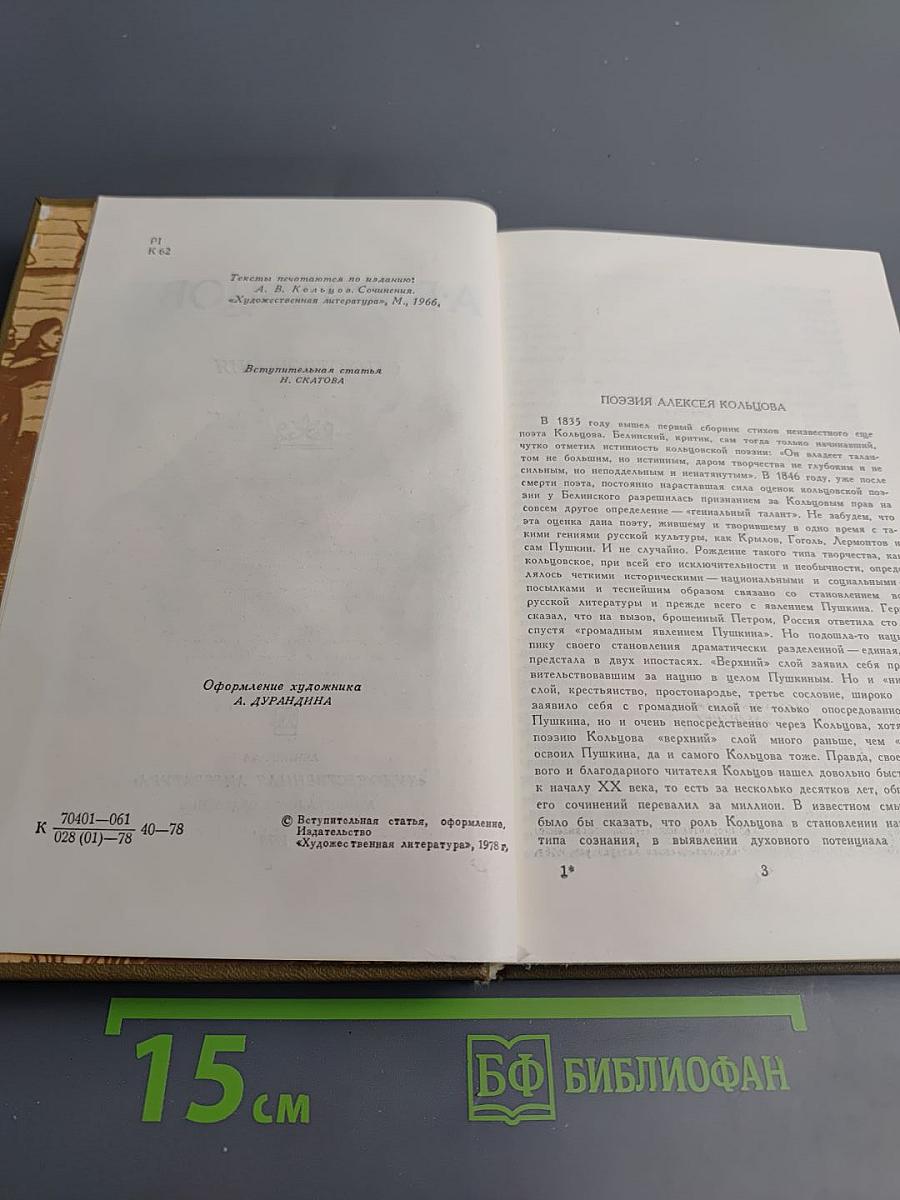 Р1
К 62
Тексты печатаются по изданию:
А. В. Кольцов. Сочинения.
«Художественная литература», М., 1966,
Вступительная статья
Н. СКАТОВА
Оформление художника
А. ДУРАНДИНА
К 70401—061
028 (01)—78 40—78
© Вступительная статья, оформление,
Издательство
«Художественная литература», 1978 г,
ПОЭЗИЯ АЛЕКСЕЯ КОЛЬЦОВА
В 1835 году вышел первый сборник стихов неизвестного еще
поэта Кольцова. Белинский, критик, сам тогда только начинавший,
чутко отметил истинность кольцовской поэзии: «Он владеет талан-
том не большим, но истинным, даром творчества не глубоким и не
сильным, но неподдельным и ненатянутым». В 1846 году, уже после
смерти поэта, постоянно нараставшая сила оценок кольцовской поэ-
зии у Белинского разрешилась признанием за Кольцовым прав на
совсем другое определение — «гениальный талант». Не забудем, что
эта оценка дана поэту, жившему и творившему в одно время с та-
кими гениями русской культуры, как Крылов, Гоголь, Лермонтов и
сам Пушкин. И не случайно. Рождение такого типа творчества, как
кольцовское, при всей его исключительности и необычности, опреде
лялось четкими историческими — национальными и социальными
посылками и теснейшим образом связано со становлением
русской литературы и прежде всего с явлением Пушкина.
сказал, что на вызов, брошенный Петром, Россия ответила сто
спустя «громадным явлением Пушкина». Но подошла-то наци
пику своего становления драматически разделенной — единая,
предстала в двух ипостасях. «Верхний» слой заявил себя пр
вительствовавшим за нацию в целом Пушкиным. Но и «ни
слой, крестьянство, простонародье, третье сословие, широко
заявило себя с громадной силой не только опосредованно
Пушкина, но и очень непосредственно через Кольцова, хотя
поэзию Кольцова «верхний» слой много раньше, чем «
освоил Пушкина, да и самого Кольцова тоже. Правда, свое
вого и благодарного читателя Кольцов нашел довольно быст
к началу XX века, то есть за несколько десятков лет, общ
его сочинений перевалил за миллион. В известном смы
было бы сказать, что роль Кольцова в становлении на
типа сознания, в выявлении духовного потенциала
1*
3
15 см
БФ БИБЛИОФАН